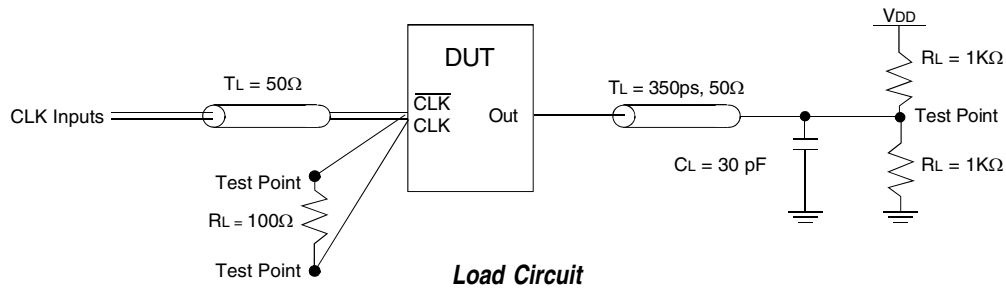 VDD
DUT
RL = 1KΩ
TL = 50Ω
TL = 350ps, 50Ω
CLK Inputs
CLK
CLK
Out
Test Point
CL = 30 pF
RL = 1KΩ
Test Point
RL = 100Ω
Test Point
Load Circuit